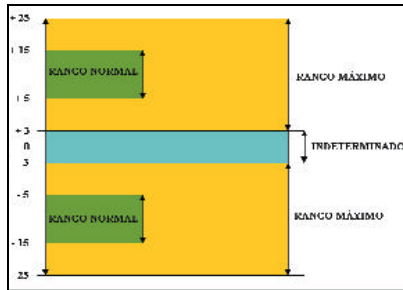 + 25
+ 15
RANGO NORMAL
RANGO MÁXIMO
+ 5
+ 3
0
INDETERMINADO
3
- 5
RANGO NORMAL
RANGO MÁXIMO
- 15
25